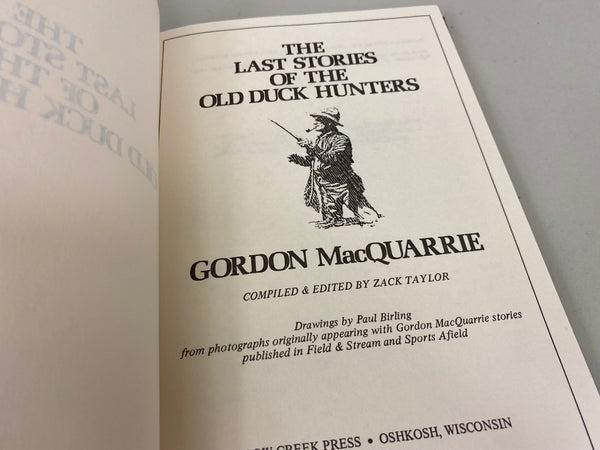 THE
LAST STORIES
OF THE
OLD DUCK HUNTERS
GORDON MacQUARRIE
COMPILED & EDITED BY ZACK TAYLOR
Drawings by Paul Birling
from photographs originally appearing with Gordon MacQuarrie stories
published in Field & Stream and Sports Afield
CREEK PRESS • OSHKOSH, WISCONSIN